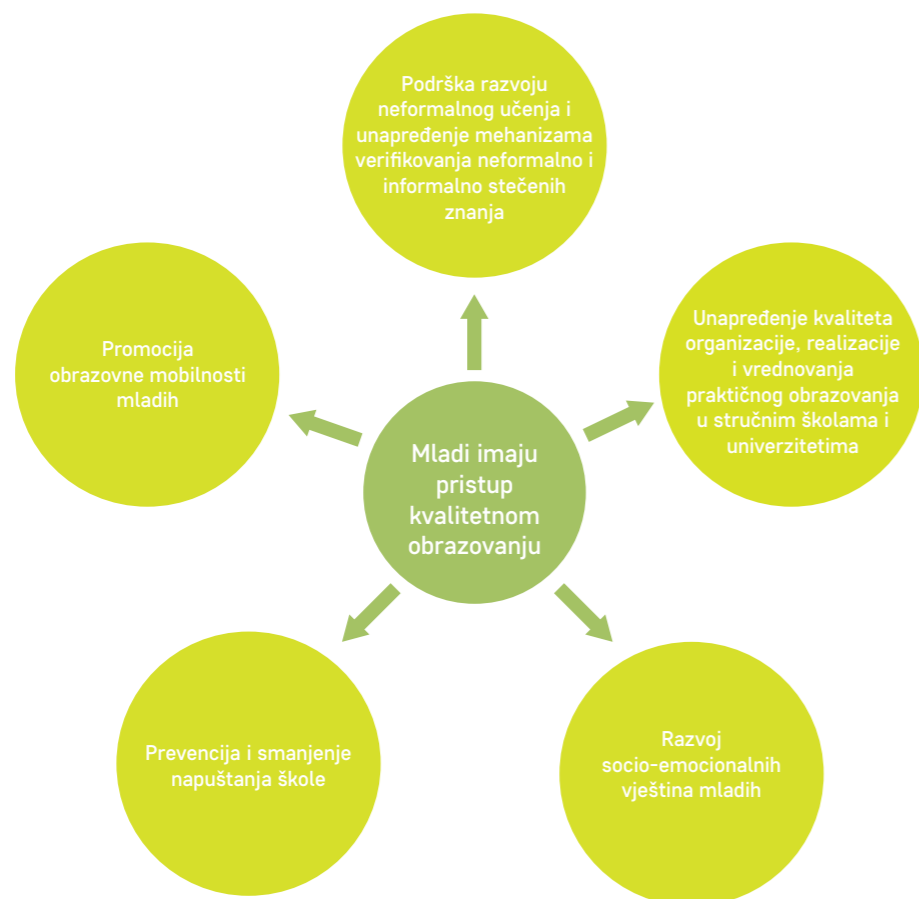 Podrška razvoju
neformalnog učenja i
unapređenje mehanizama
verifikovanja neformalno i
informalno stečenih
znanja
Promocija
obrazovne mobilnosti
mladih
Unapređenje kvaliteta
organizacije, realizacije
i vrednovanja
praktičnog obrazovanja
u stručnim školama i
univerzitetima
Mladi imaju
pristup
kvalitetnom
obrazovanju
Prevencija i smanjenje
napuštanja škole
Razvoj
socio-emocionalnih
vještina mladih